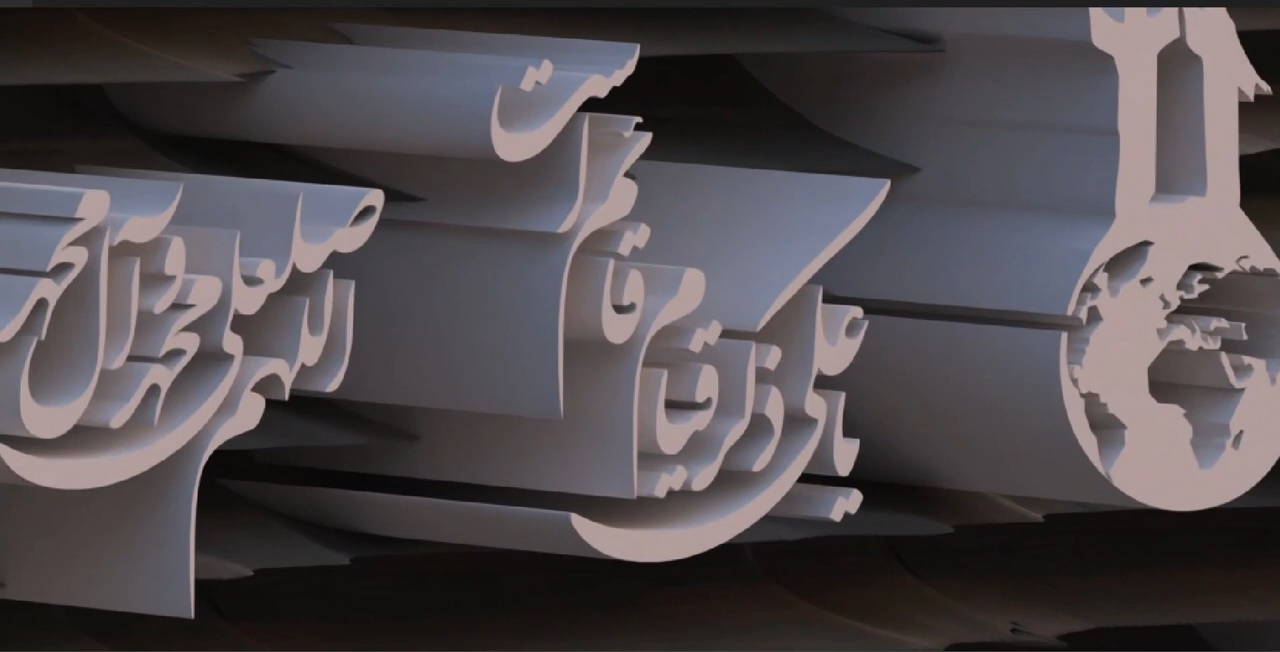 یا علی ذکر قیام قائم است
اللهم صل علی محمد و آل محمد